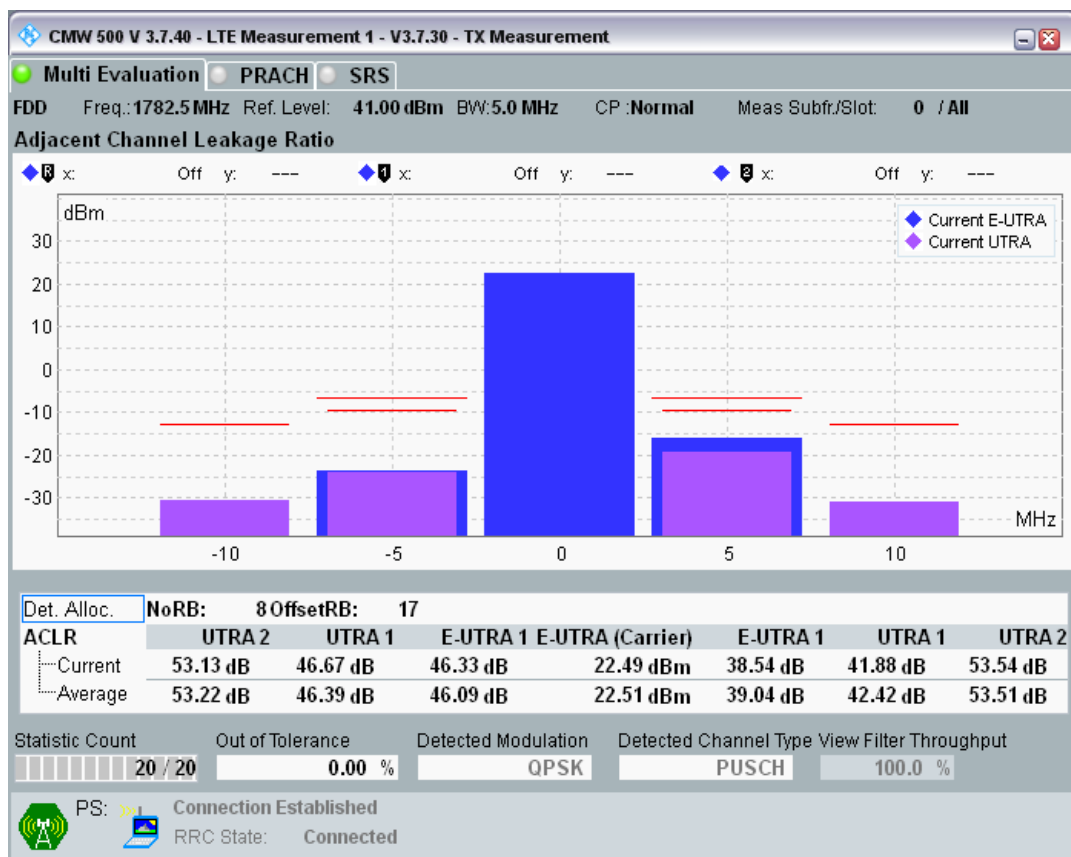 CMW 500 V 3.7.40 - LTE Measurement 1 - V3.7.30 - TX Measurement
Multi Evaluation PRACH SRS
FDD Freq.:1782.5 MHz Ref. Level: 41.00 dBm BW:5.0 MHz CP :Normal Meas Subfr./Slot: 0 / All
Adjacent Channel Leakage Ratio
R x: Off y: --- 1 x: Off y: --- 2 x: Off y: ---
dBm
Current E-UTRA
Current UTRA
30
20
10
0
-10
-20
-30
MHz
-10 -5 0 5 10
Det. Alloc. NoRB: 8 OffsetRB: 17
ACLR UTRA 2 UTRA 1 E-UTRA 1 E-UTRA (Carrier) E-UTRA 1 UTRA 1 UTRA 2
Current 53.13 dB 46.67 dB 46.33 dB 22.49 dBm 38.54 dB 41.88 dB 53.54 dB
Average 53.22 dB 46.39 dB 46.09 dB 22.51 dBm 39.04 dB 42.42 dB 53.51 dB
Statistic Count Out of Tolerance Detected Modulation Detected Channel Type View Filter Throughput
20 / 20 0.00 % QPSK PUSCH 100.0 %
PS: Connection Established
RRC State: Connected